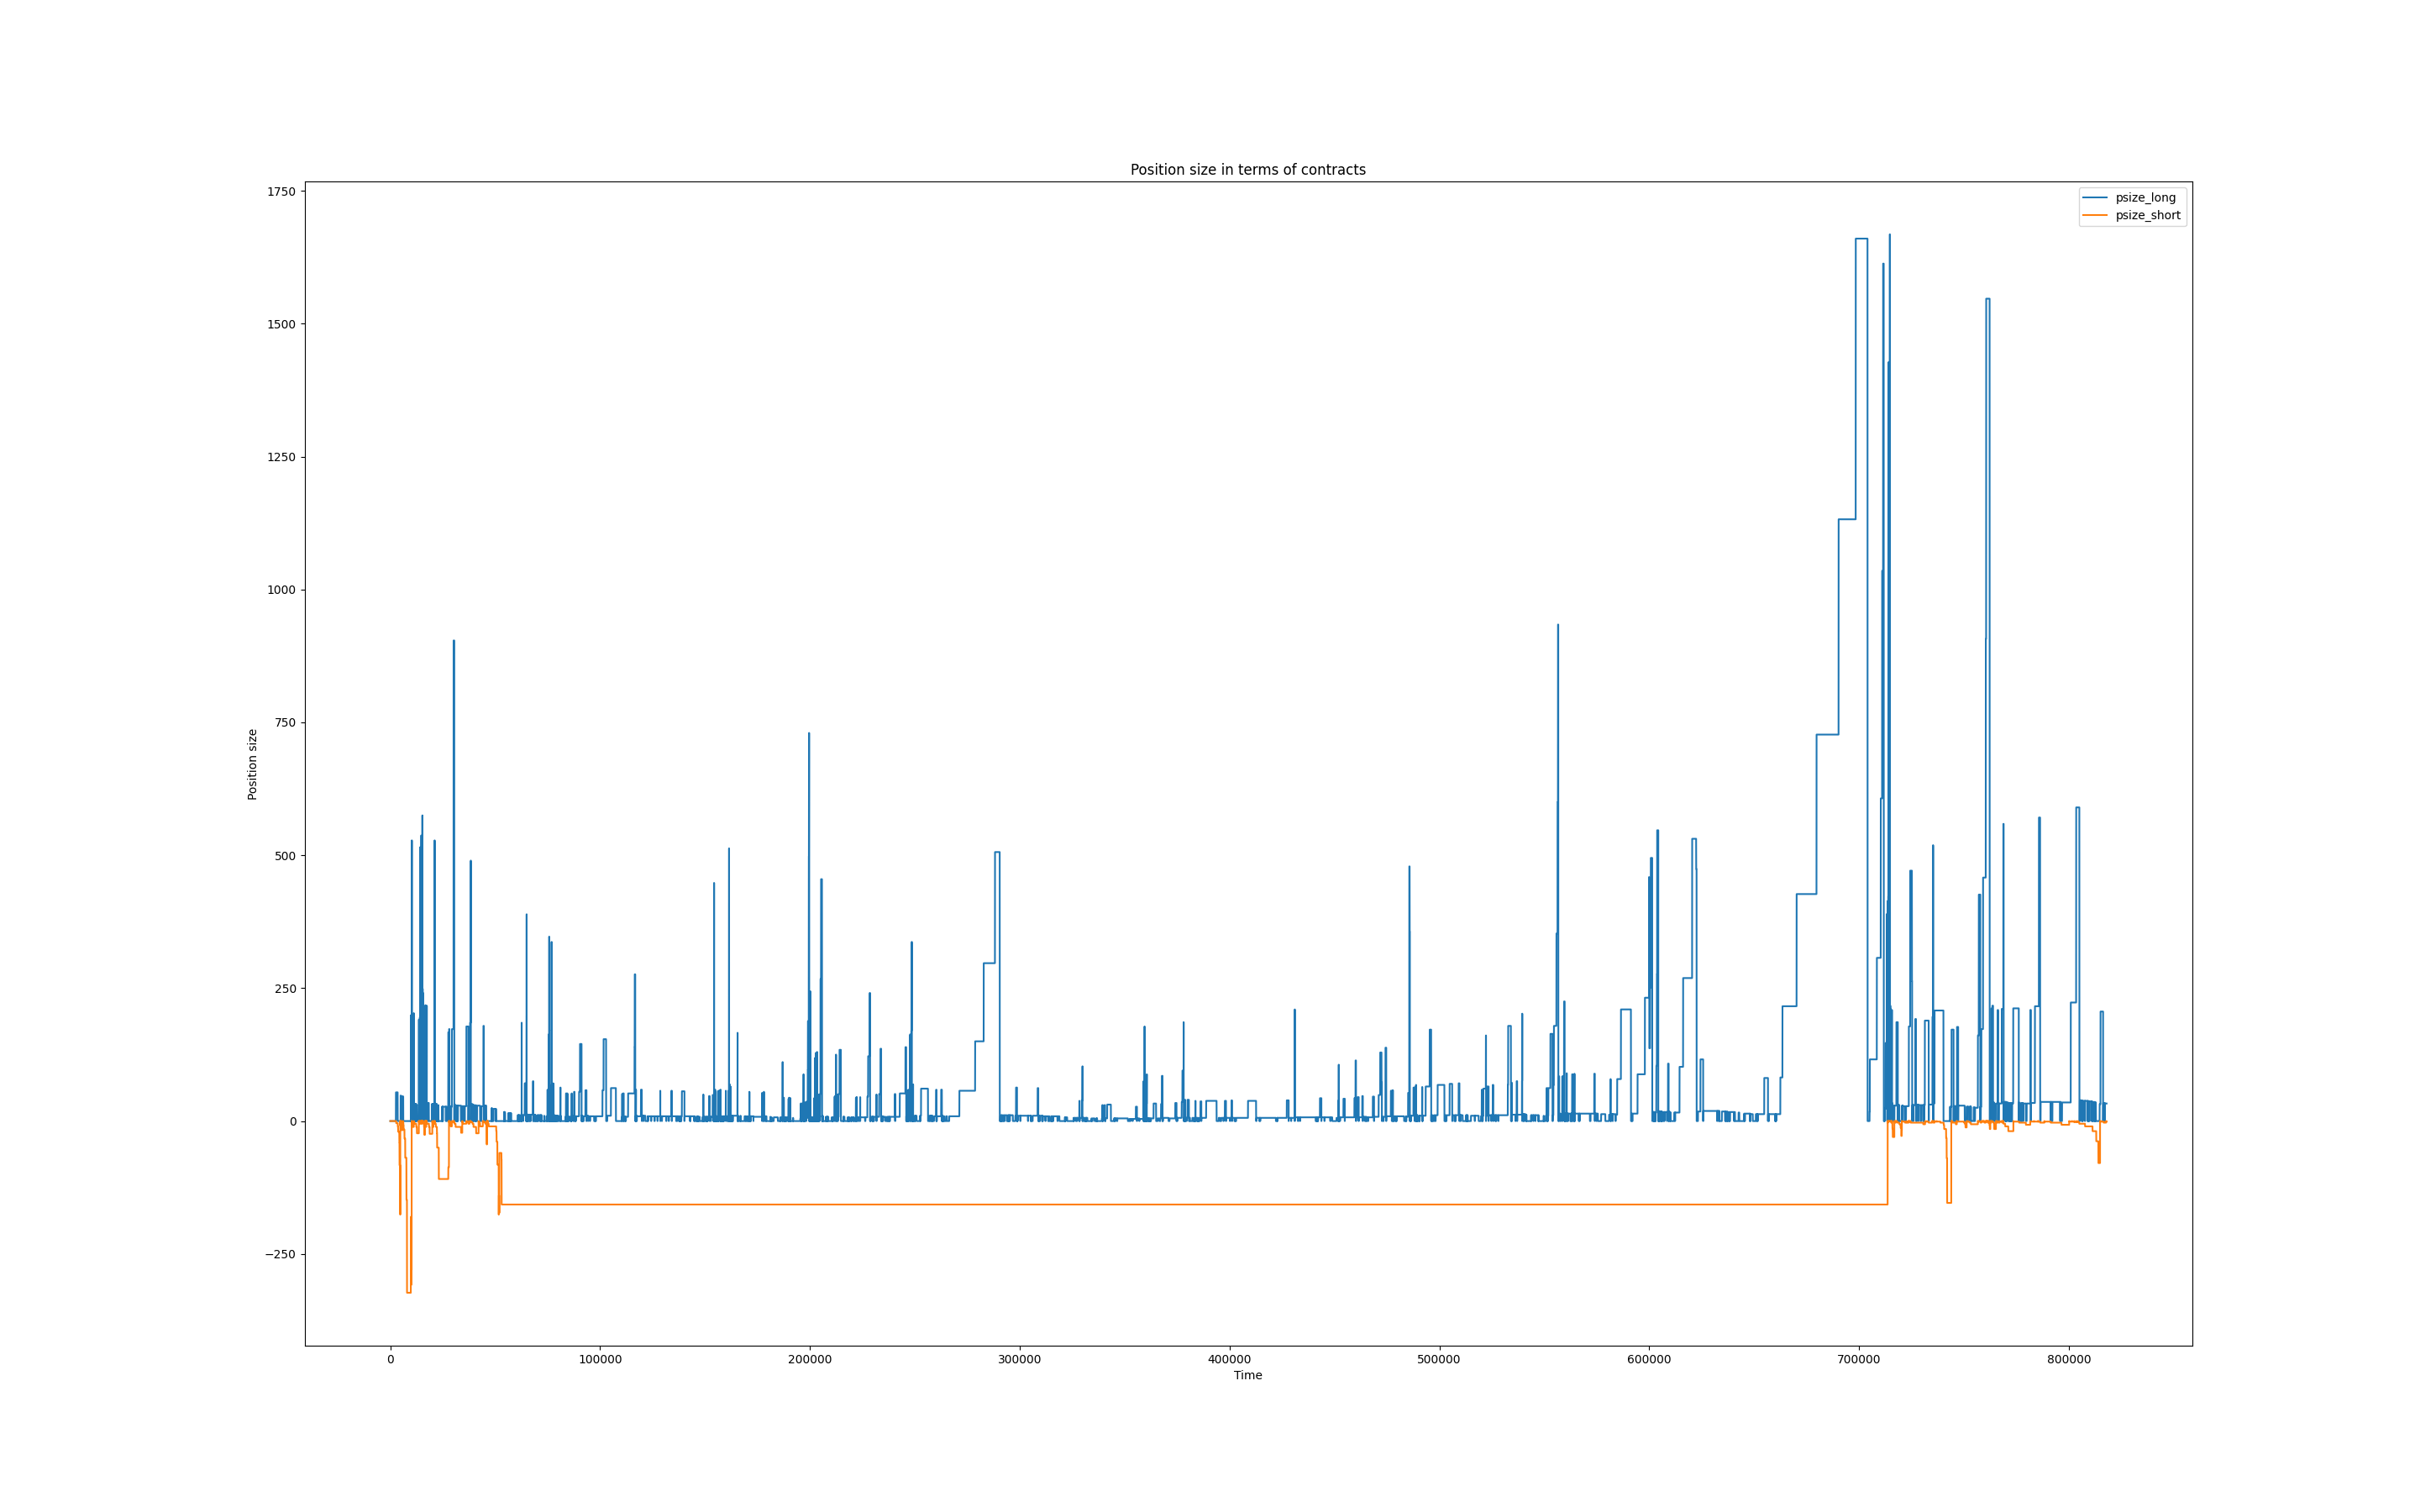 Position size in terms of contracts
psize_long
psize_short
1750
1500
1250
1000
750
500
250
0
−250
Position size
0 100000 200000 300000 400000 500000 600000 700000 800000
Time